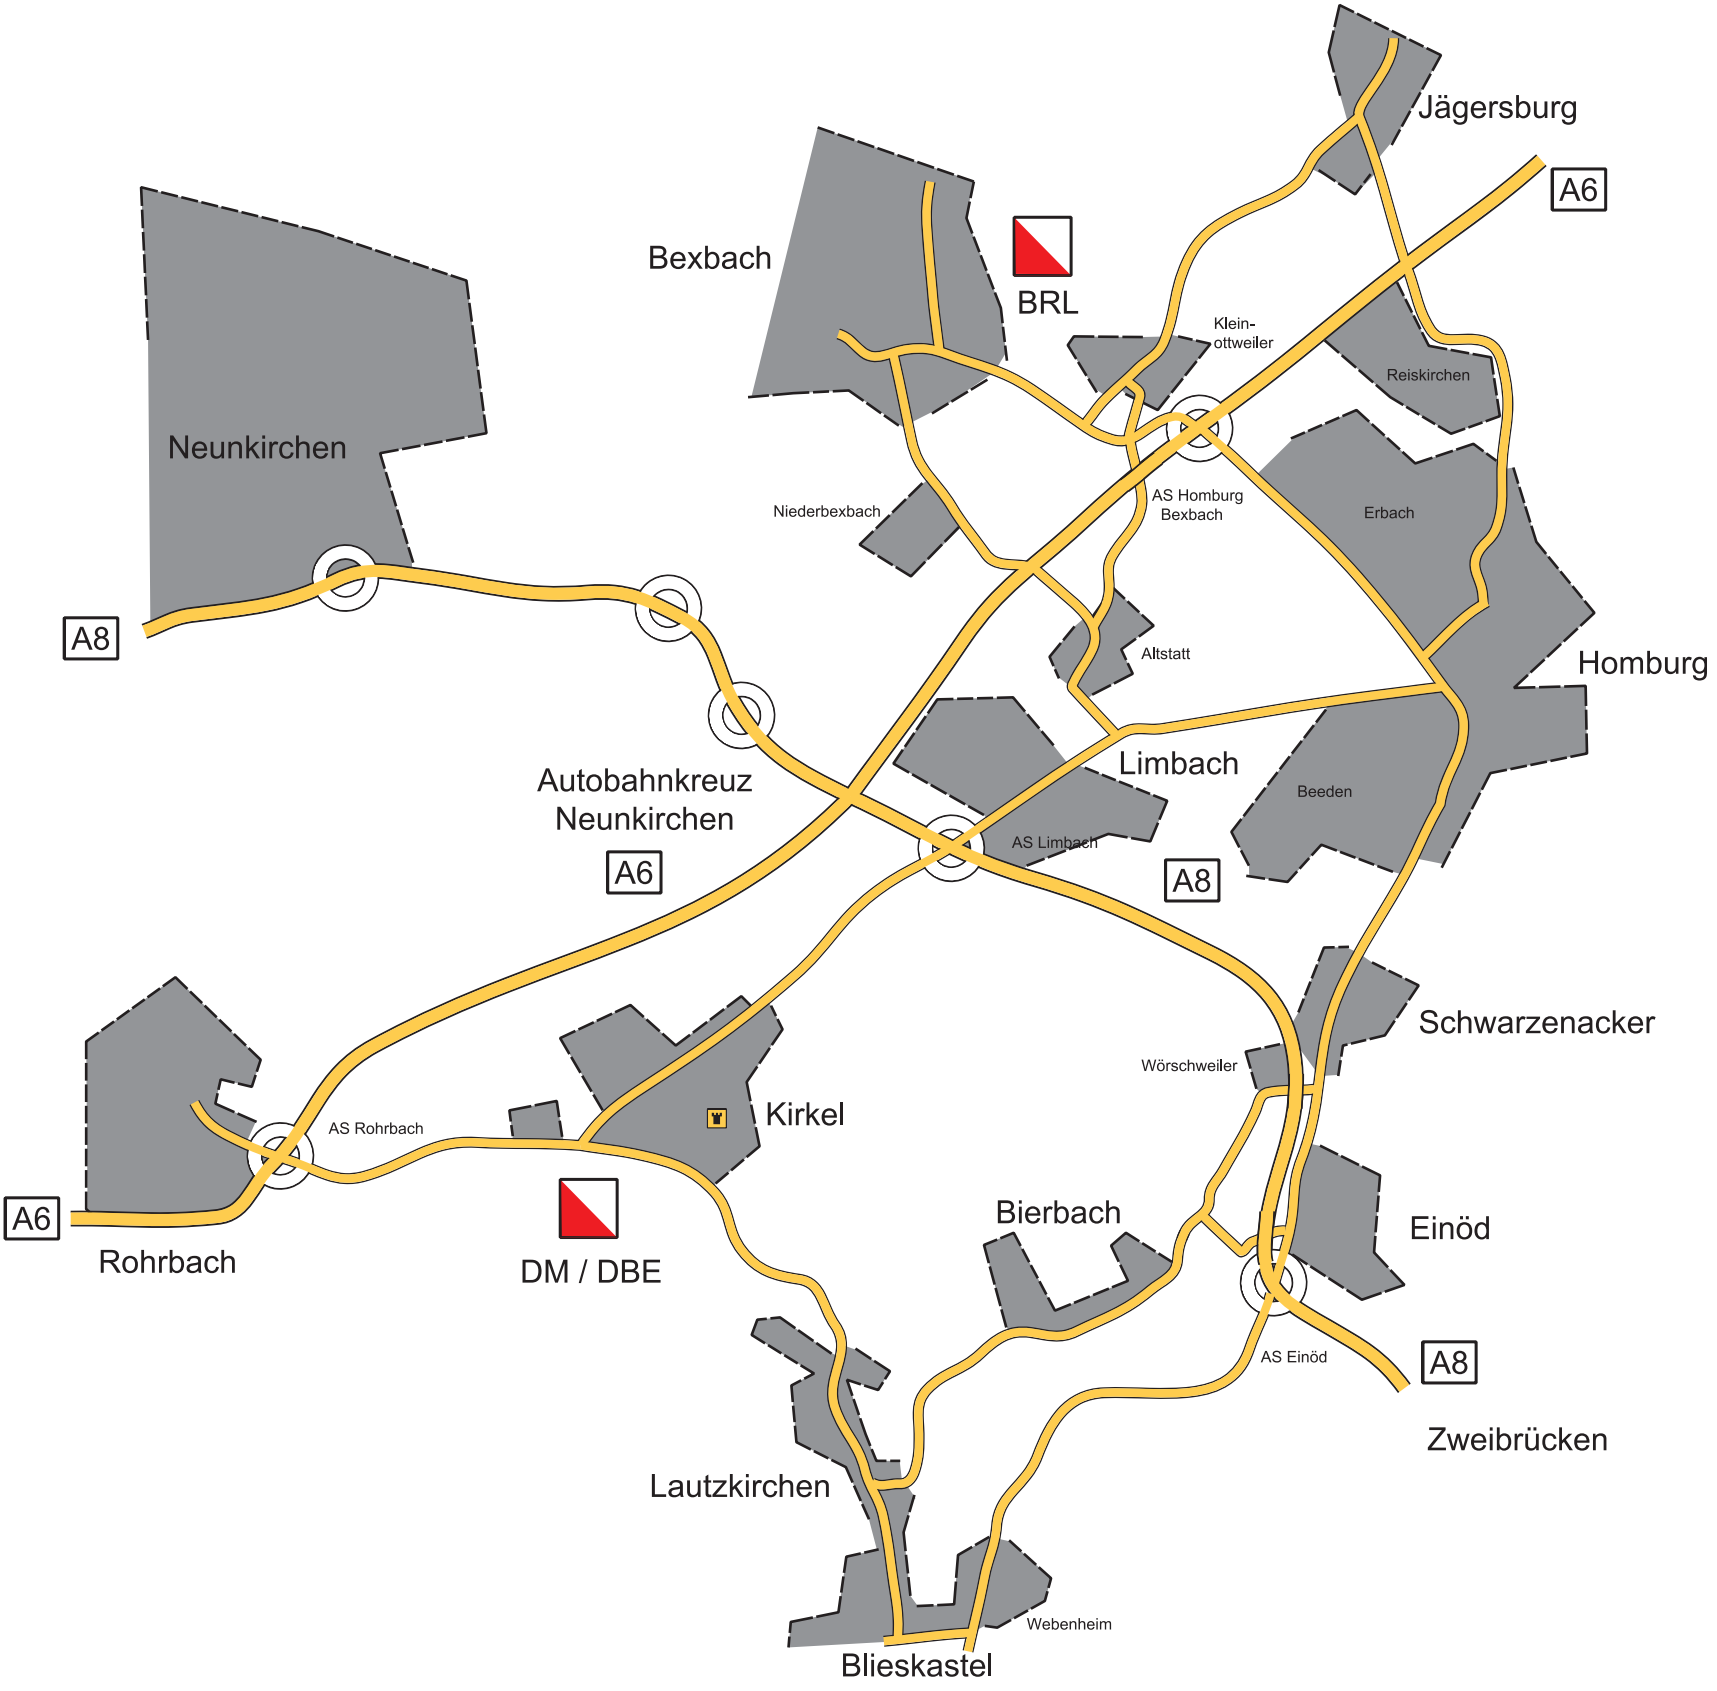 Jägersburg
A6
Bexbach
BRL
Klein-
ottweiler
Reiskirchen
Neunkirchen
AS Homburg
Bexbach
Niederbexbach
Erbach
A8
Altstatt
Homburg
Limbach
Autobahnkreuz
Neunkirchen
Beeden
AS Limbach
A6
A8
Schwarzenacker
Wörschweiler
Kirkel
AS Rohrbach
A6
Bierbach
Einöd
Rohrbach
DM / DBE
AS Einöd
A8
Zweibrücken
Lautzkirchen
Webenheim
Blieskastel